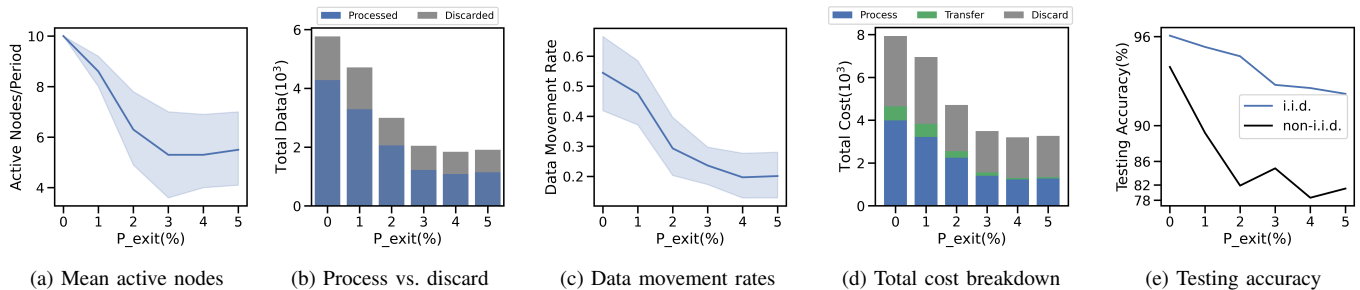 Active Nodes/Period
10
8
6
4
0 1 2 3 4 5
P_exit(%)
(a) Mean active nodes
Processed Discarded
Total Data(10^3)
6
4
2
0
0 1 2 3 4 5
P_exit(%)
(b) Process vs. discard
Data Movement Rate
0.6
0.5
0.4
0.3
0.2
0 1 2 3 4 5
P_exit(%)
(c) Data movement rates
Process Transfer Discard
Total Cost(10^3)
8
6
4
2
0
0 1 2 3 4 5
P_exit(%)
(d) Total cost breakdown
Testing Accuracy(%)
96
90
86
82
78
i.i.d.
non-i.i.d.
0 1 2 3 4 5
P_exit(%)
(e) Testing accuracy